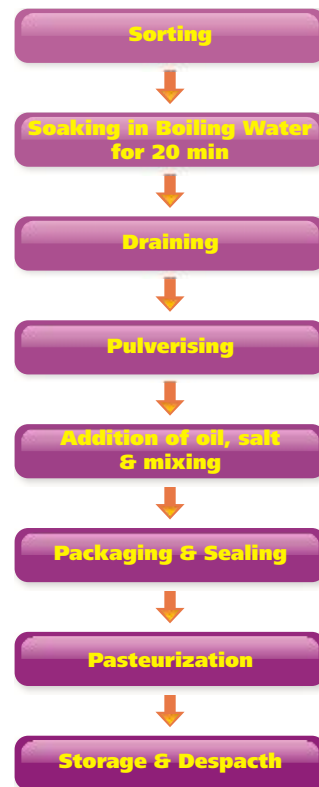 Sorting
Soaking in Boiling Water
for 20 min
Draining
Pulverising
Addition of oil, salt
& mixing
Packaging & Sealing
Pasteurization
Storage & Despacth